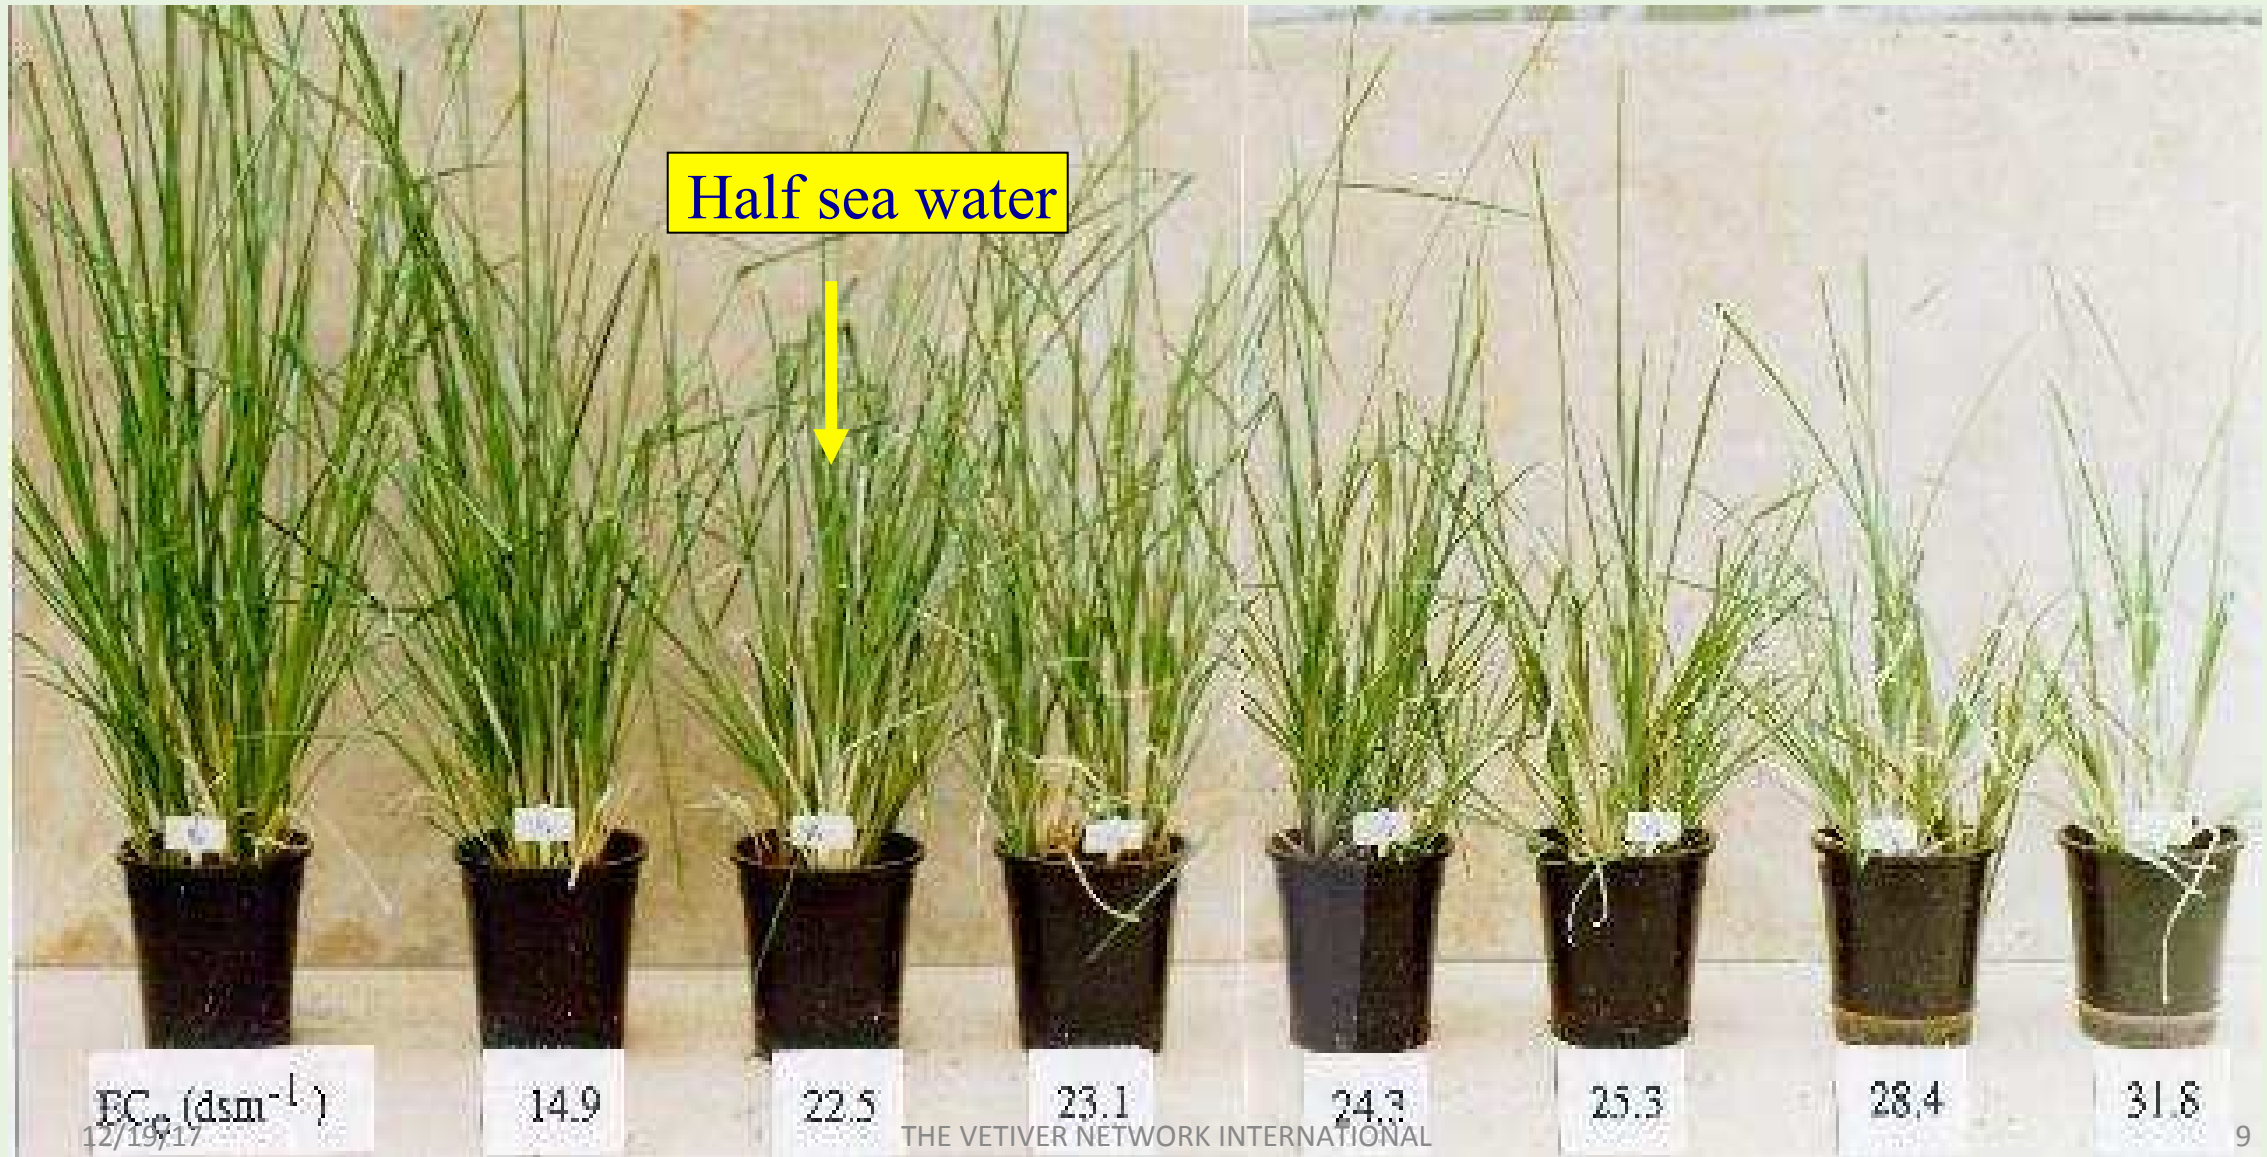 Half sea water
ECe (dsm-1) 14.9 22.5 23.1 24.3 25.3 28.4 31.8
12/19/17 THE VETIVER NETWORK INTERNATIONAL 9